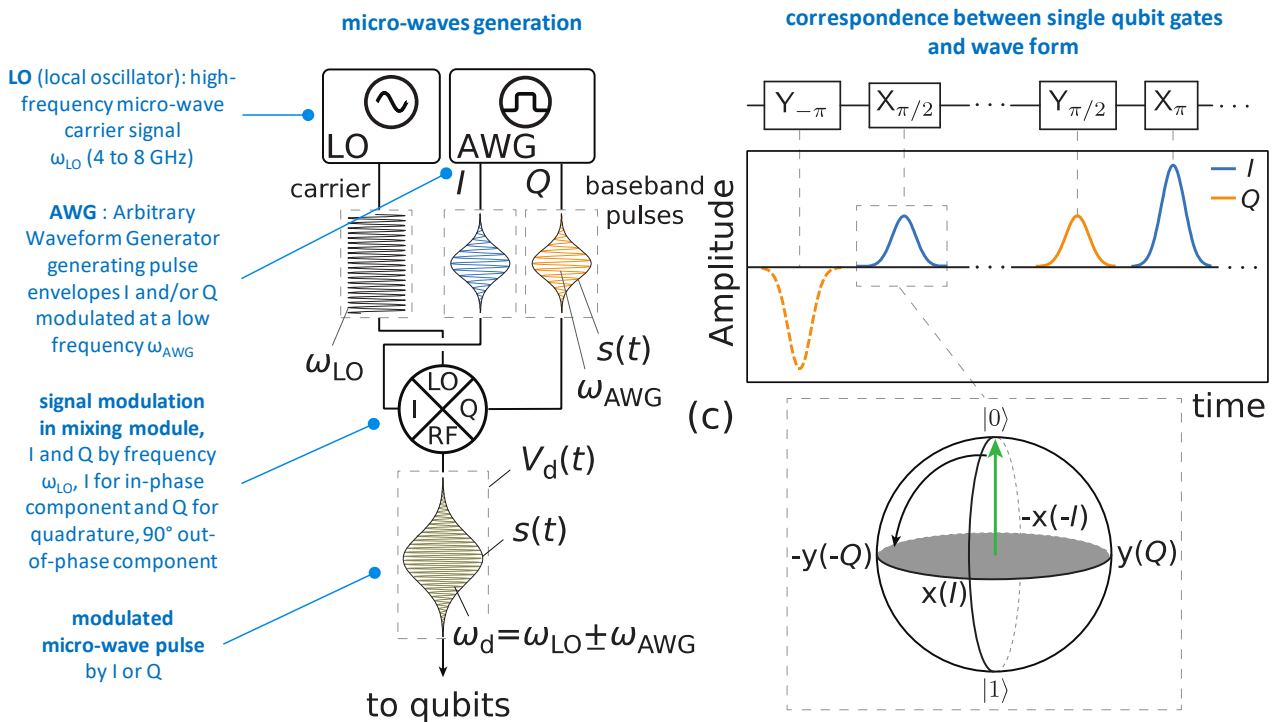 micro-waves generation
correspondence between single qubit gates
and wave form
LO (local oscillator): high-
frequency micro-wave
carrier signal
ω_LO (4 to 8 GHz)
AWG : Arbitrary
Waveform Generator
generating pulse
envelopes I and/or Q
modulated at a low
frequency ω_AWG
signal modulation
in mixing module,
I and Q by frequency
ω_LO, I for in-phase
component and Q for
quadrature, 90° out-
of-phase component
modulated
micro-wave pulse
by I or Q
LO
AWG
carrier
I
Q
baseband
pulses
ω_LO
s(t)
ω_AWG
LO
I
Q
RF
V_d(t)
s(t)
ω_d=ω_LO±ω_AWG
to qubits
Y_−π
X_π/2
···
Y_π/2
X_π
···
Amplitude
I
Q
···
···
time
(c)
|0⟩
-x(-I)
-y(-Q)
y(Q)
x(I)
|1⟩